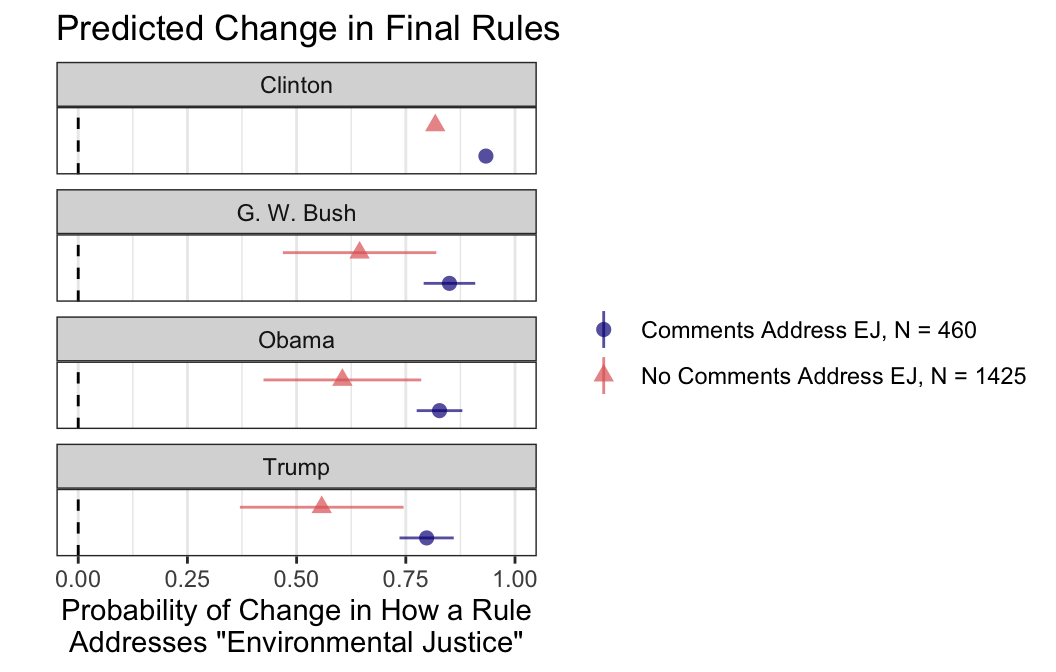 Predicted Change in Final Rules
Clinton
G. W. Bush
Obama
Trump
0.00 0.25 0.50 0.75 1.00
Probability of Change in How a Rule
Addresses "Environmental Justice"
Comments Address EJ, N = 460
No Comments Address EJ, N = 1425